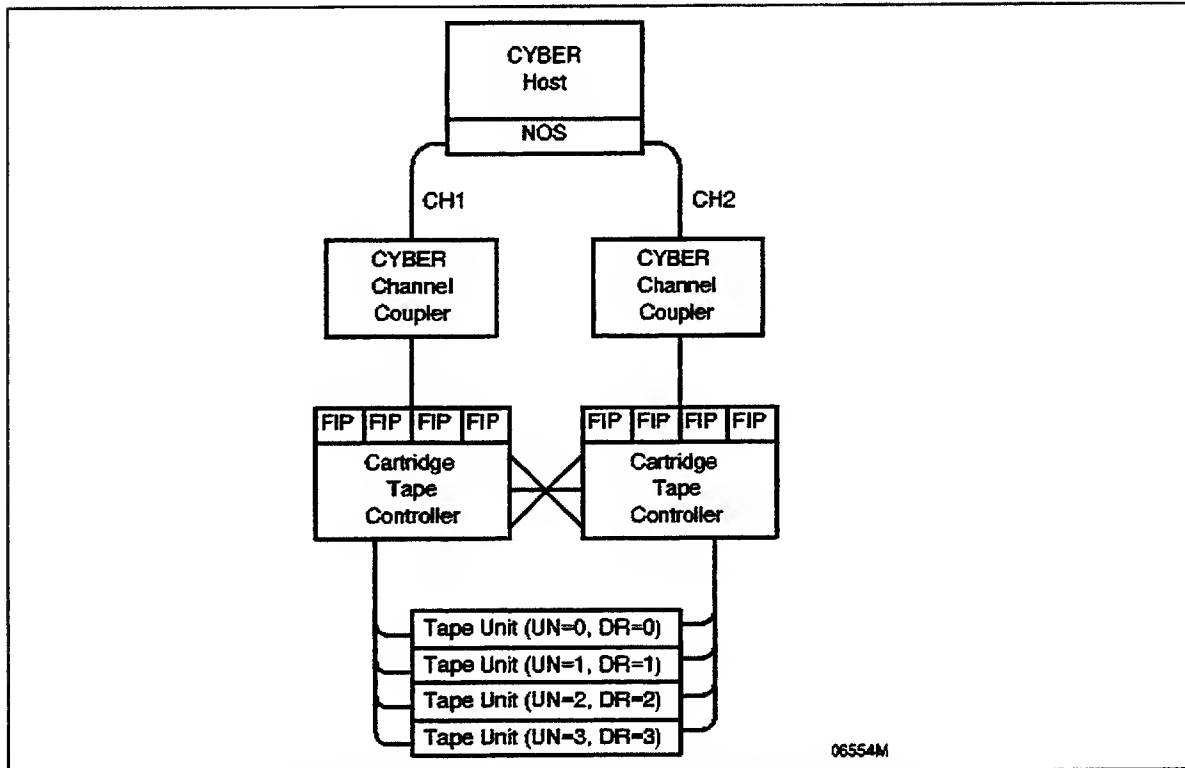 CYBER
Host
NOS
CH1
CH2
CYBER
Channel
Coupler
CYBER
Channel
Coupler
FIP FIP FIP FIP
FIP FIP FIP FIP
Cartridge
Tape
Controller
Cartridge
Tape
Controller
Tape Unit (UN=0, DR=0)
Tape Unit (UN=1, DR=1)
Tape Unit (UN=2, DR=2)
Tape Unit (UN=3, DR=3)
06554M